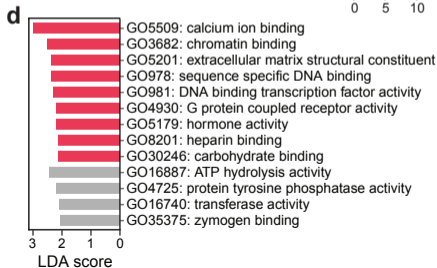 0 5 10
d
GO5509: calcium ion binding
GO3682: chromatin binding
GO5201: extracellular matrix structural constituent
GO978: sequence specific DNA binding
GO981: DNA binding transcription factor activity
GO4930: G protein coupled receptor activity
GO5179: hormone activity
GO8201: heparin binding
GO30246: carbohydrate binding
GO16887: ATP hydrolysis activity
GO4725: protein tyrosine phosphatase activity
GO16740: transferase activity
GO35375: zymogen binding
3 2 1 0
LDA score